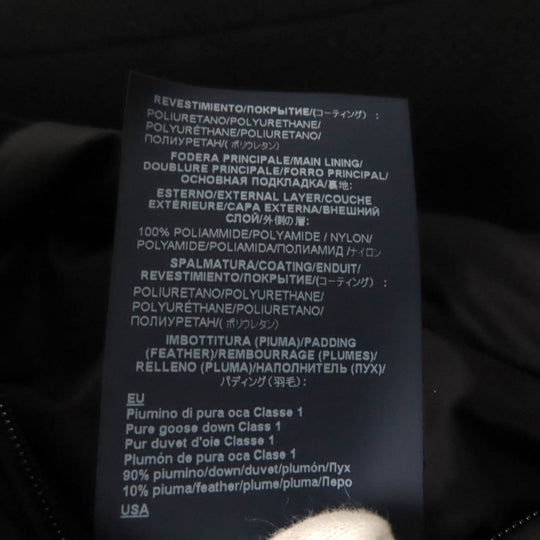 REVESTIMIENTO/ПОКРЫТИЕ/(コーティング) :
POLIURETANO/POLYURETHANE/
POLYURÉTHANE/POLIURETANO/
ПОЛИУРЕТАН/( ポリウレタン)
FODERA PRINCIPALE/MAIN LINING/
DOUBLURE PRINCIPALE/FORRO PRINCIPAL/
ОСНОВНАЯ ПОДКЛАДКА/裏地:
ESTERNO/EXTERNAL LAYER/COUCHE
EXTÉRIEURE/CAPA EXTERNA/ВНЕШНИЙ
СЛОЙ/外側の層:
100% POLIAMMIDE/POLYAMIDE / NYLON/
POLYAMIDE/POLIAMIDA/ПОЛИАМИД /ナイロン
SPALMATURA/COATING/ENDUIT/
REVESTIMIENTO/ПОКРЫТИЕ/(コーティング) :
POLIURETANO/POLYURETHANE/
POLYURÉTHANE/POLIURETANO/
ПОЛИУРЕТАН/( ポリウレタン)
IMBOTTITURA (PIUMA)/PADDING
(FEATHER)/REMBOURRAGE (PLUMES)/
RELLENO (PLUMA)/НАПОЛНИТЕЛЬ (ПУХ)/
パディング(羽毛):
EU
Piumino di pura oca Classe 1
Pure goose down Classe 1
Pur duvet d'oie Classe 1
Plumón de pura oca Clase 1
90% piumino/down/duvet/plumón/Пух
10% piuma/feather/plume/pluma/Перо
USA